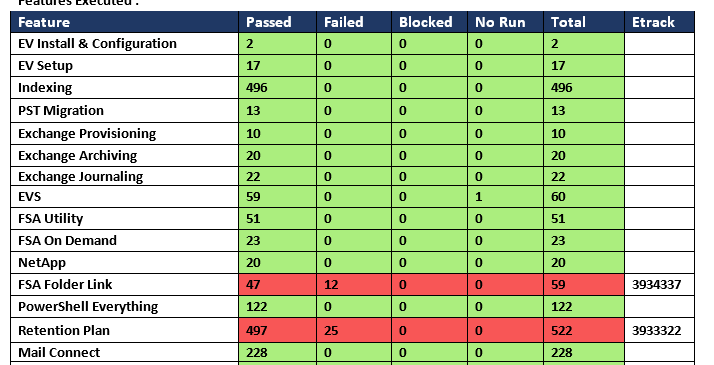 Features Executed :
Feature Passed Failed Blocked No Run Total Etrack
EV Install & Configuration 2 0 0 0 2
EV Setup 17 0 0 0 17
Indexing 496 0 0 0 496
PST Migration 13 0 0 0 13
Exchange Provisioning 10 0 0 0 10
Exchange Archiving 20 0 0 0 20
Exchange Journaling 22 0 0 0 22
EVS 59 0 0 1 60
FSA Utility 51 0 0 0 51
FSA On Demand 23 0 0 0 23
NetApp 20 0 0 0 20
FSA Folder Link 47 12 0 0 59 3934337
PowerShell Everything 122 0 0 0 122
Retention Plan 497 25 0 0 522 3933322
Mail Connect 228 0 0 0 228